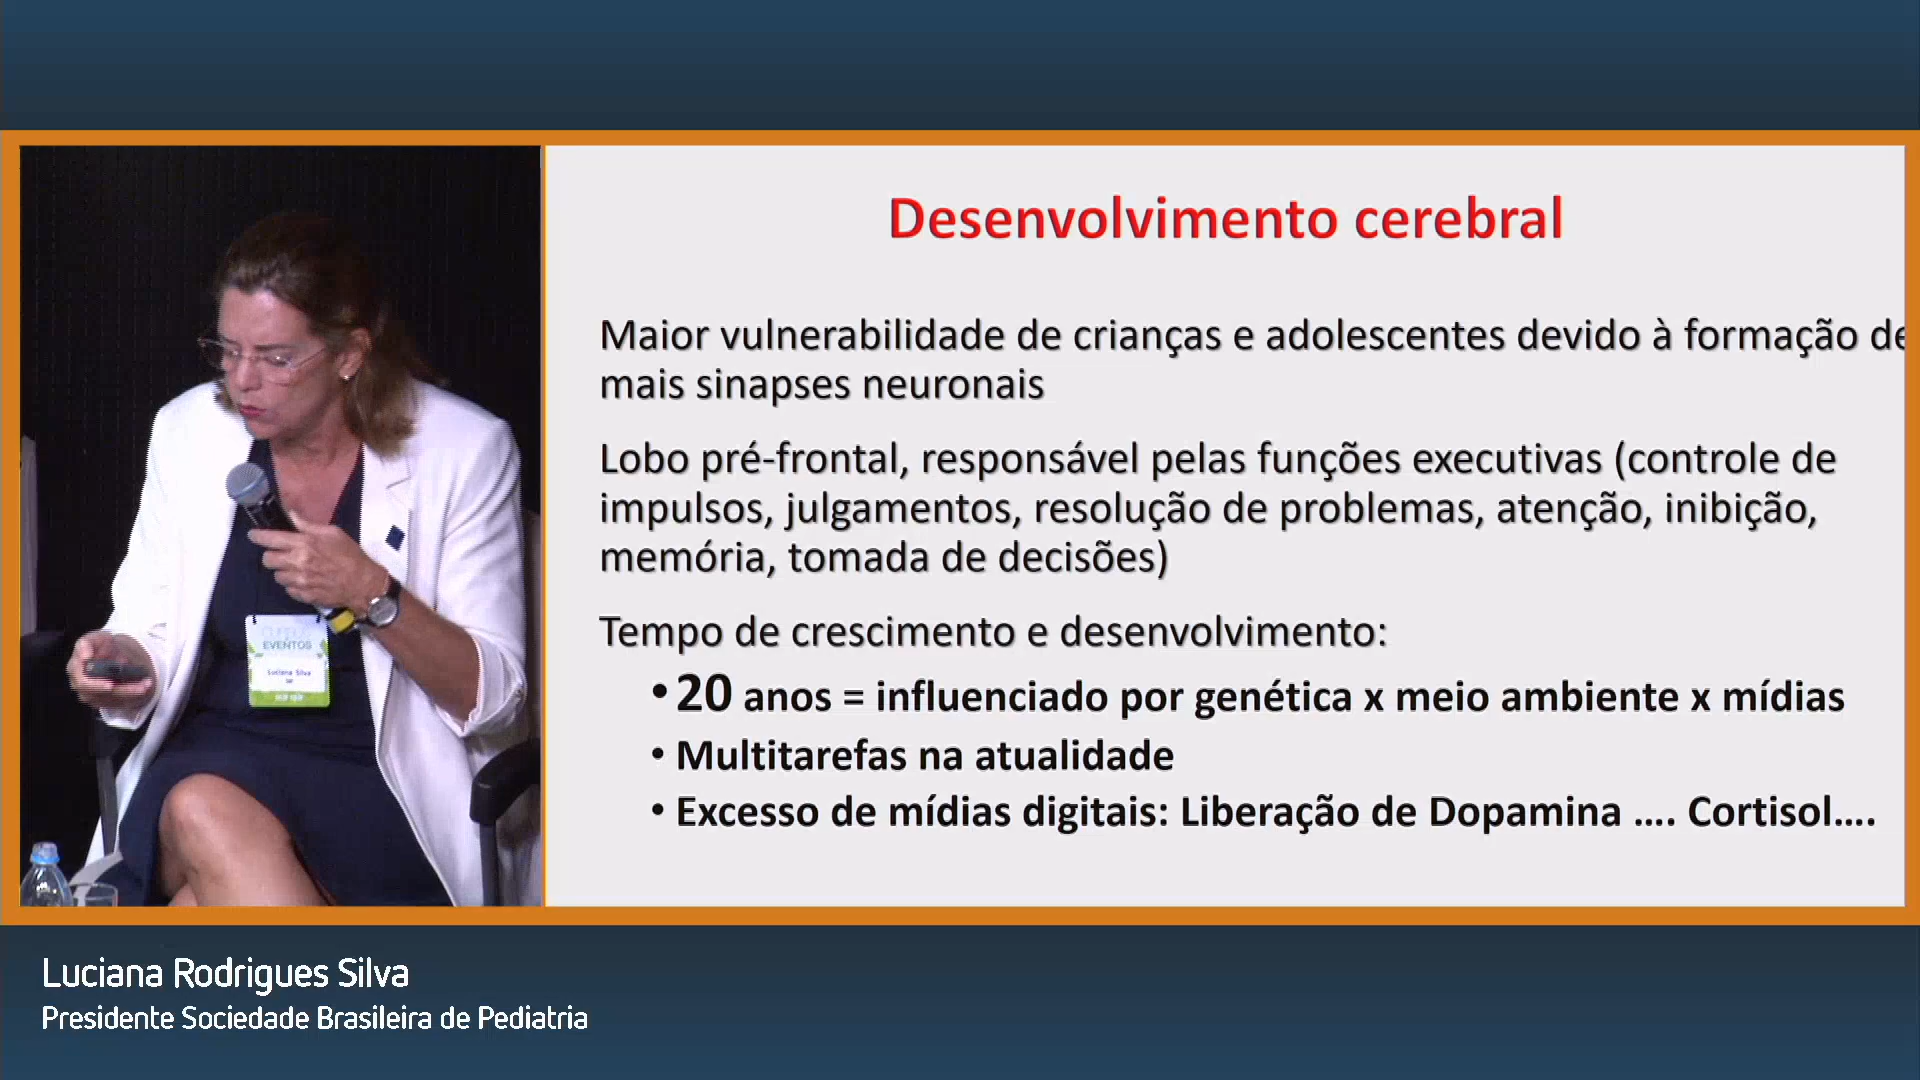 Desenvolvimento cerebral
Maior vulnerabilidade de crianças e adolescentes devido à formação de
mais sinapses neuronais
Lobo pré-frontal, responsável pelas funções executivas (controle de
impulsos, julgamentos, resolução de problemas, atenção, inibição,
memória, tomada de decisões)
Tempo de crescimento e desenvolvimento:
• 20 anos = influenciado por genética x meio ambiente x mídias
• Multitarefas na atualidade
• Excesso de mídias digitais: Liberação de Dopamina .... Cortisol....
EVENTOS
Luciana Silva
Luciana Rodrigues Silva
Presidente Sociedade Brasileira de Pediatria